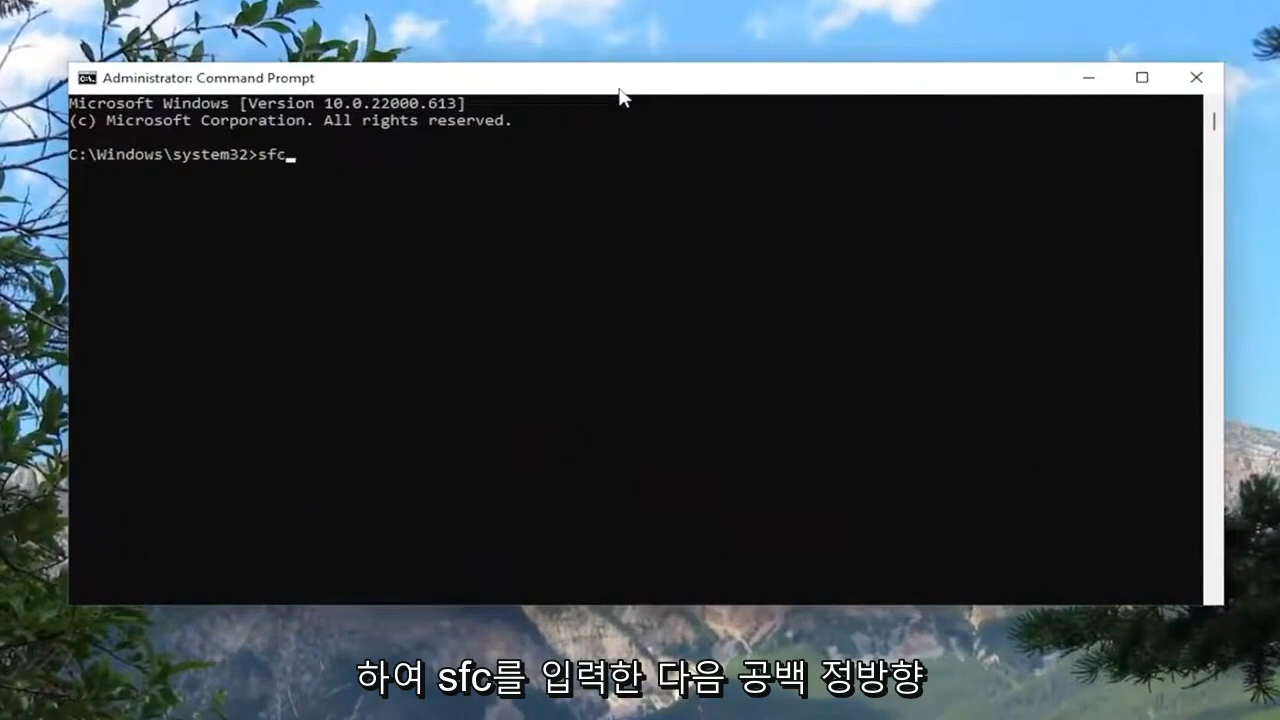 Administrator: Command Prompt
Microsoft Windows [Version 10.0.22000.613]
(c) Microsoft Corporation. All rights reserved.
C:\Windows\system32>sfc
하여 sfc를 입력한 다음 공백 정방향